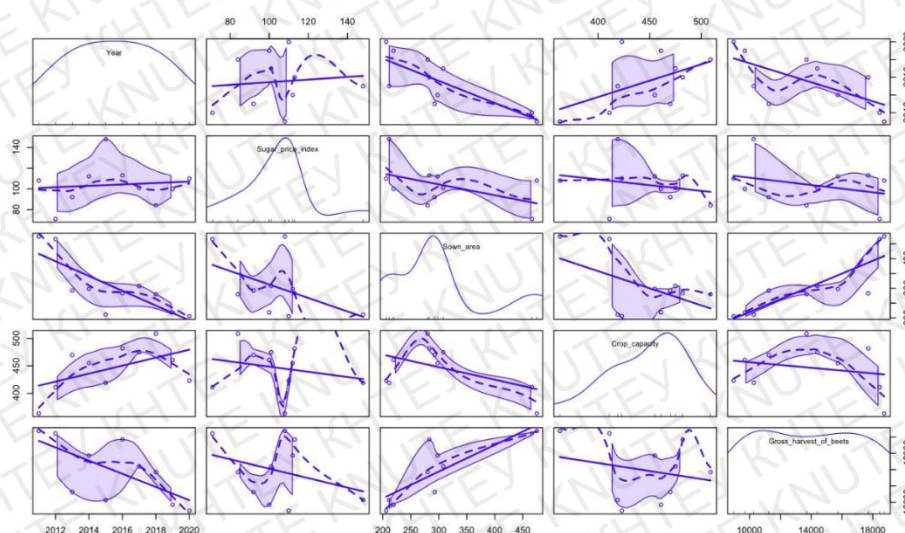 80 100 120 140
400 450 500
Year
80 100 140
Sugar_price_index
Sown_area
400 450 500
Crop_capacity
Gross_harvest_of_beets
2012 2014 2016 2018 2020
200 250 300 350 400 450
10000 14000 18000
КНТЕУ KNUTE